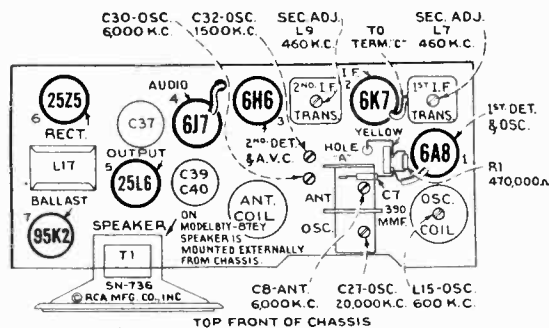 C30-OSC.
6,000 K.C.
C32-OSC.
1500 K.C.
SEC. ADJ.
L9
460 K.C.
TO
TERM."C"
SEC. ADJ.
L7
460 K.C.
25Z5
6
RECT.
C37
AUDIO
4
6J7
6H6
3
2ND. DET.
& A.V.C.
2ND. I.F.
TRANS.
I.F.
2
6K7
1ST I.F.
TRANS.
YELLOW
HOLE
"A"
1ST. DET.
& OSC.
6A8
1
R1
470,000Ω
L17
BALLAST
OUTPUT
5
25L6
C39
C40
ANT.
COIL
ANT
OSC.
C7
390
MMF.
OSC.
COIL
7
95K2
SPEAKER
T1
SN-736
© RCA MFG. CO., INC
ON
MODEL 81Y-87EY
SPEAKER IS
MOUNTED EXTERNALLY
FROM CHASSIS.
C8-ANT.
6,000 K.C.
C27-OSC.
20,000 K.C.
L15-OSC.
600 K.C.
TOP FRONT OF CHASSIS